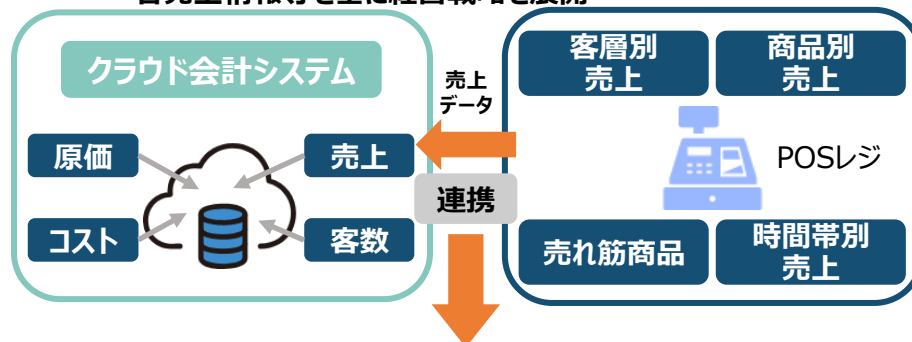 クラウド会計システム
原価
売上
コスト
客数
売上
データ
連携
客層別
売上
商品別
売上
POSレジ
売れ筋商品
時間帯別
売上